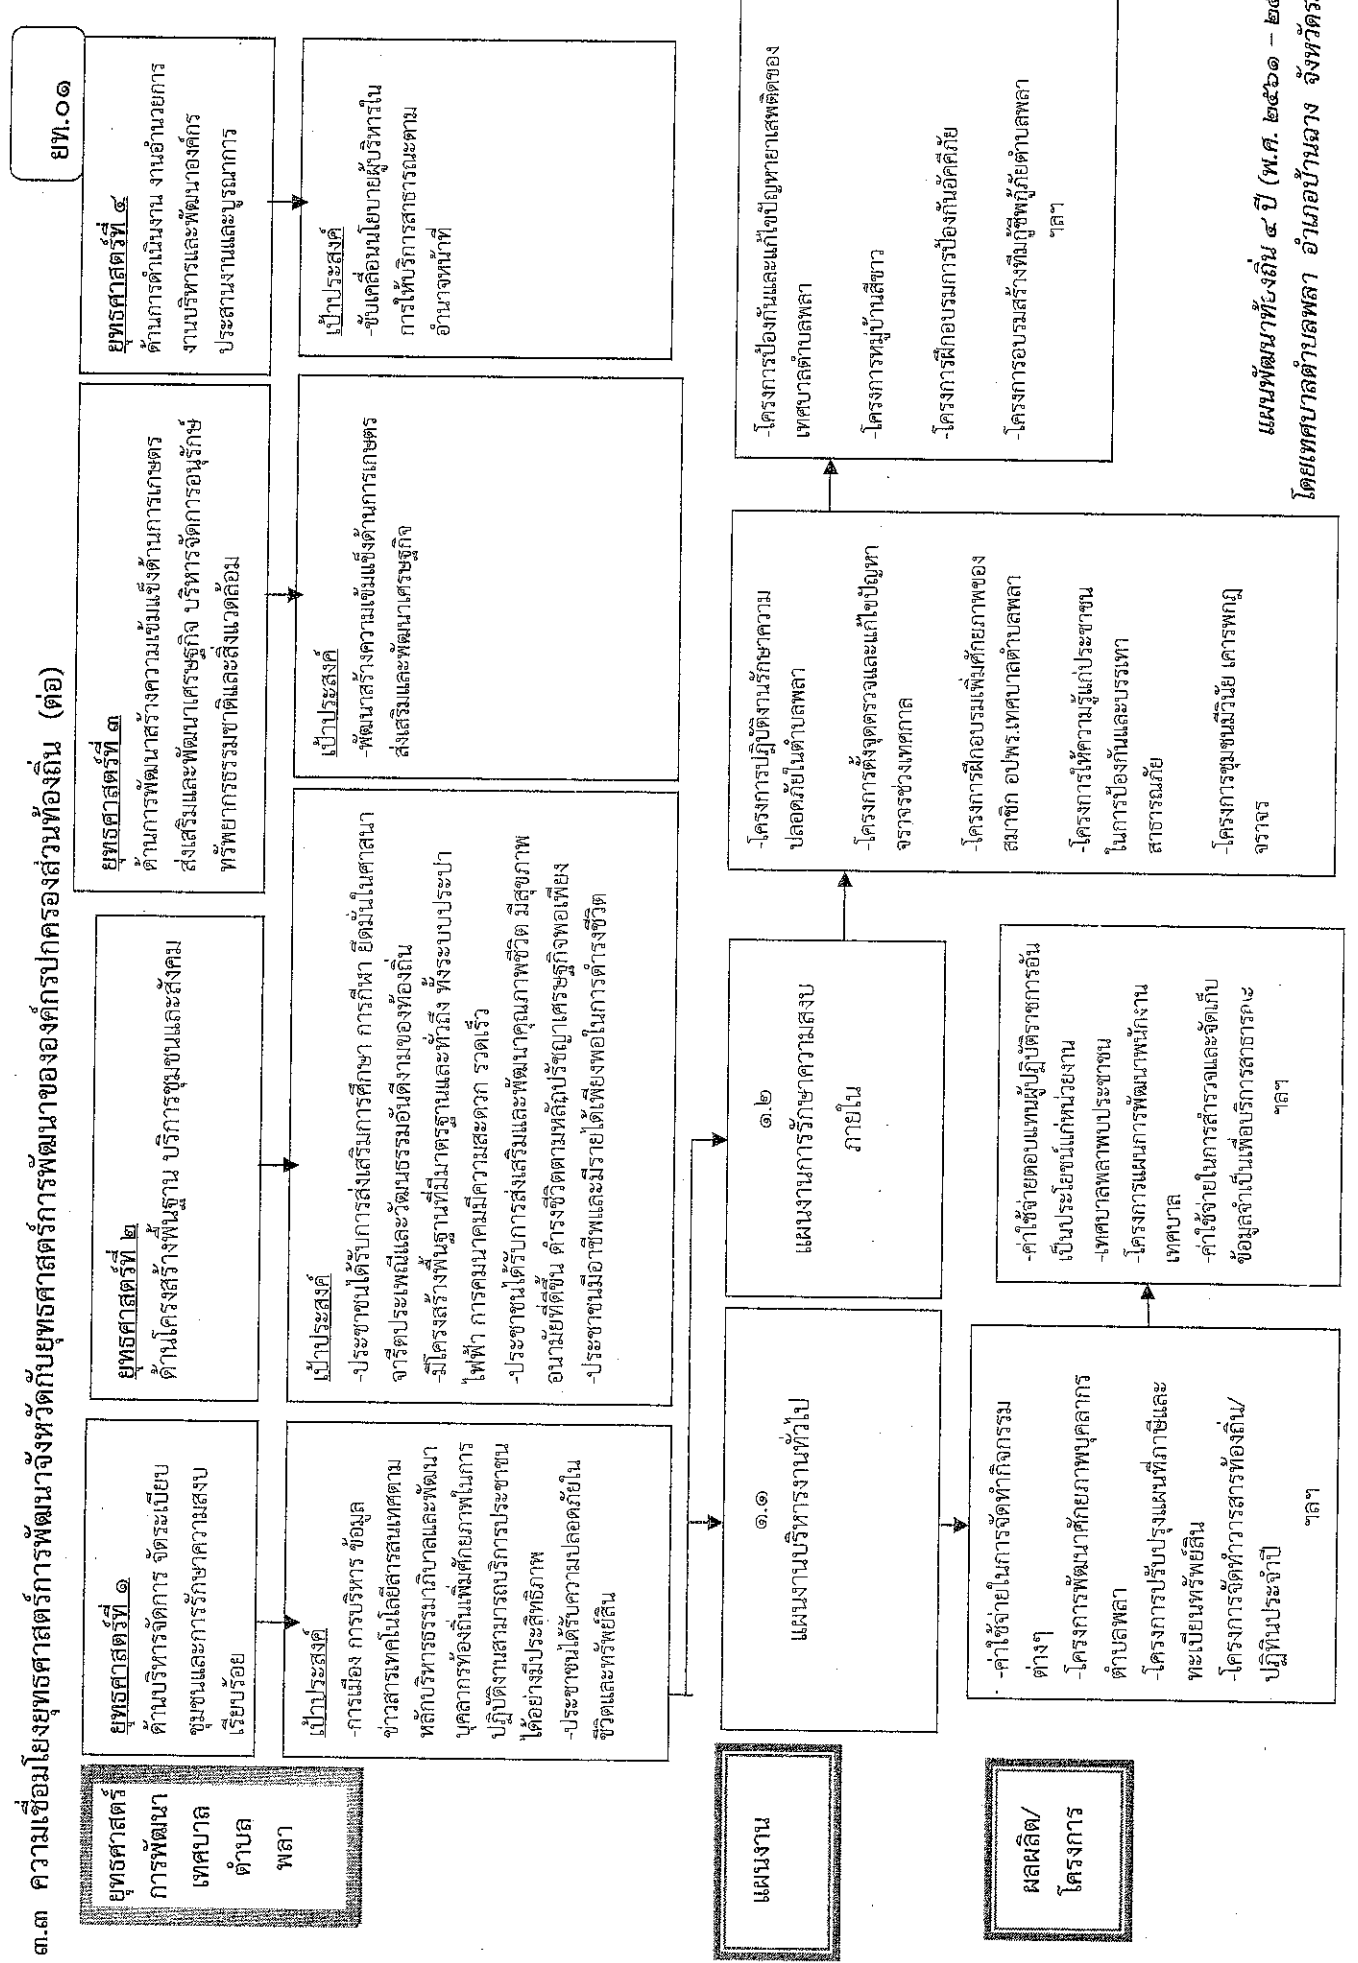 ๓.๓ ความเชื่อมโยงยุทธศาสตร์การพัฒนาจังหวัดกับยุทธศาสตร์การพัฒนาขององค์กรปกครองส่วนท้องถิ่น (ต่อ)
ยท.๐๑
ยุทธศาสตร์
การพัฒนา
เทศบาล
ตำบล
พลา
ยุทธศาสตร์ที่ ๑
ด้านบริหารจัดการ จัดระเบียบ
ชุมชนและการรักษาความสงบ
เรียบร้อย
ยุทธศาสตร์ที่ ๒
ด้านโครงสร้างพื้นฐาน บริการชุมชนและสังคม
ยุทธศาสตร์ที่ ๓
ด้านการพัฒนาสร้างความเข้มแข็งด้านการเกษตร
ส่งเสริมและพัฒนาเศรษฐกิจ บริหารจัดการอนุรักษ์
ทรัพยากรธรรมชาติและสิ่งแวดล้อม
ยุทธศาสตร์ที่ ๔
ด้านการดำเนินงาน งานอำนวยการ
งานบริหารและพัฒนาองค์กร
ประสานงานและบูรณาการ
เป้าประสงค์
-การเมือง การบริหาร ข้อมูล
ข่าวสารเทคโนโลยีสารสนเทศตาม
หลักบริหารธรรมาภิบาลและพัฒนา
บุคลากรท้องถิ่นเพิ่มศักยภาพในการ
ปฏิบัติงานสามารถบริการประชาชน
ได้อย่างมีประสิทธิภาพ
-ประชาชนได้รับความปลอดภัยใน
ชีวิตและทรัพย์สิน
เป้าประสงค์
-ประชาชนได้รับการส่งเสริมการศึกษา การกีฬา ยึดมั่นในศาสนา
จารีตประเพณีและวัฒนธรรมอันดีงามของท้องถิ่น
-มีโครงสร้างพื้นฐานที่มีมาตรฐานและทั่วถึง ทั้งระบบประปา
ไฟฟ้า การคมนาคมมีความสะดวก รวดเร็ว
-ประชาชนได้รับการส่งเสริมและพัฒนาคุณภาพชีวิต มีสุขภาพ
อนามัยที่ดีขึ้น ดำรงชีวิตตามหลักปรัชญาเศรษฐกิจพอเพียง
-ประชาชนมีอาชีพและมีรายได้เพียงพอในการดำรงชีวิต
เป้าประสงค์
-พัฒนาสร้างความเข้มแข็งด้านการเกษตร
ส่งเสริมและพัฒนาเศรษฐกิจ
เป้าประสงค์
-ขับเคลื่อนนโยบายผู้บริหารใน
การให้บริการสาธารณะตาม
อำนาจหน้าที่
แผนงาน
๑.๑
แผนงานบริหารงานทั่วไป
๑.๒
แผนงานการรักษาความสงบ
ภายใน
-โครงการปฏิบัติงานรักษาความ
ปลอดภัยในตำบลพลา
-โครงการตั้งจุดตรวจและแก้ไขปัญหา
จราจรช่วงเทศกาล
-โครงการฝึกอบรมเพิ่มศักยภาพของ
สมาชิก อปพร.เทศบาลตำบลพลา
-โครงการให้ความรู้แก่ประชาชน
ในการป้องกันและบรรเทา
สาธารณภัย
-โครงการชุมชนมีวินัย เคารพกฎ
จราจร
-โครงการป้องกันและแก้ไขปัญหายาเสพติดของ
เทศบาลตำบลพลา
-โครงการหมู่บ้านสีขาว
-โครงการฝึกอบรมการป้องกันอัคคีภัย
-โครงการอบรมสร้างทีมกู้ชีพกู้ภัยตำบลพลา
ฯลฯ
ผลผลิต/
โครงการ
-ค่าใช้จ่ายในการจัดทำกิจกรรม
ต่างๆ
-โครงการพัฒนาศักยภาพบุคลากร
ตำบลพลา
-โครงการปรับปรุงแผนที่ภาษีและ
ทะเบียนทรัพย์สิน
-โครงการจัดทำวารสารท้องถิ่น/
ปฏิทินประจำปี
ฯลฯ
-ค่าใช้จ่ายตอบแทนผู้ปฏิบัติราชการอัน
เป็นประโยชน์แก่หน่วยงาน
-เทศบาลพลาพบประชาชน
-โครงการแผนการพัฒนาพนักงาน
เทศบาล
-ค่าใช้จ่ายในการสำรวจและจัดเก็บ
ข้อมูลจำเป็นเพื่อบริการสาธารณะ
ฯลฯ
แผนพัฒนาท้องถิ่น ๔ ปี (พ.ศ. ๒๕๖๑ –
โดยเทศบาลตำบลพลา อำเภอบ้านฉาง